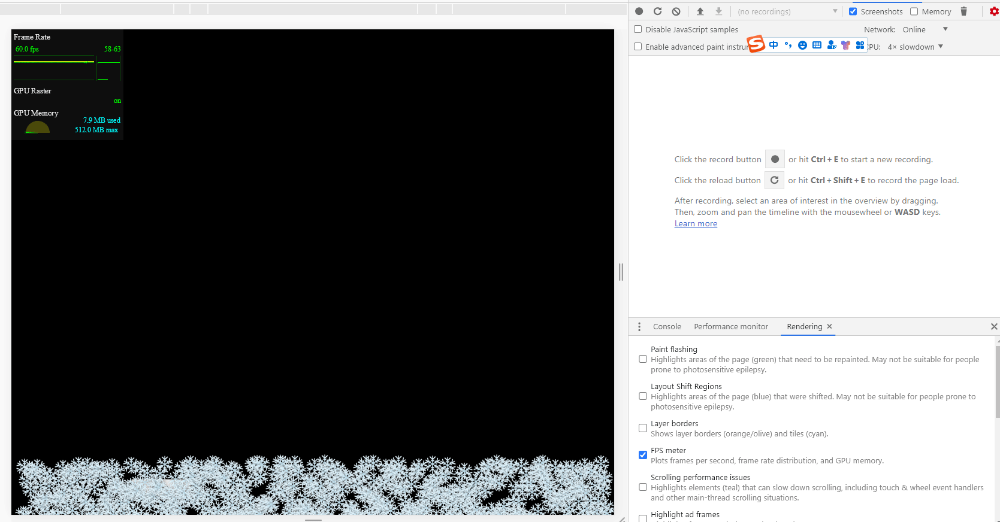 Frame Rate
60.0 fps 58-63
GPU Raster
on
GPU Memory
7.9 MB used
512.0 MB max
(no recordings) Screenshots Memory
Disable JavaScript samples Network: Online
Enable advanced paint 中 CPU: 4× slowdown
Click the record button or hit Ctrl + E to start a new recording.
Click the reload button or hit Ctrl + Shift + E to record the page load.
After recording, select an area of interest in the overview by dragging.
Then, zoom and pan the timeline with the mousewheel or WASD keys.
Learn more
Console Performance monitor Rendering
Paint flashing
Highlights areas of the page (green) that need to be repainted. May not be suitable for people
prone to photosensitive epilepsy.
Layout Shift Regions
Highlights areas of the page (blue) that were shifted. May not be suitable for people prone to
photosensitive epilepsy.
Layer borders
Shows layer borders (orange/olive) and tiles (cyan).
FPS meter
Plots frames per second, frame rate distribution, and GPU memory.
Scrolling performance issues
Highlights elements (teal) that can slow down scrolling, including touch & wheel event handlers
and other main-thread scrolling situations.
Highlight ad frames